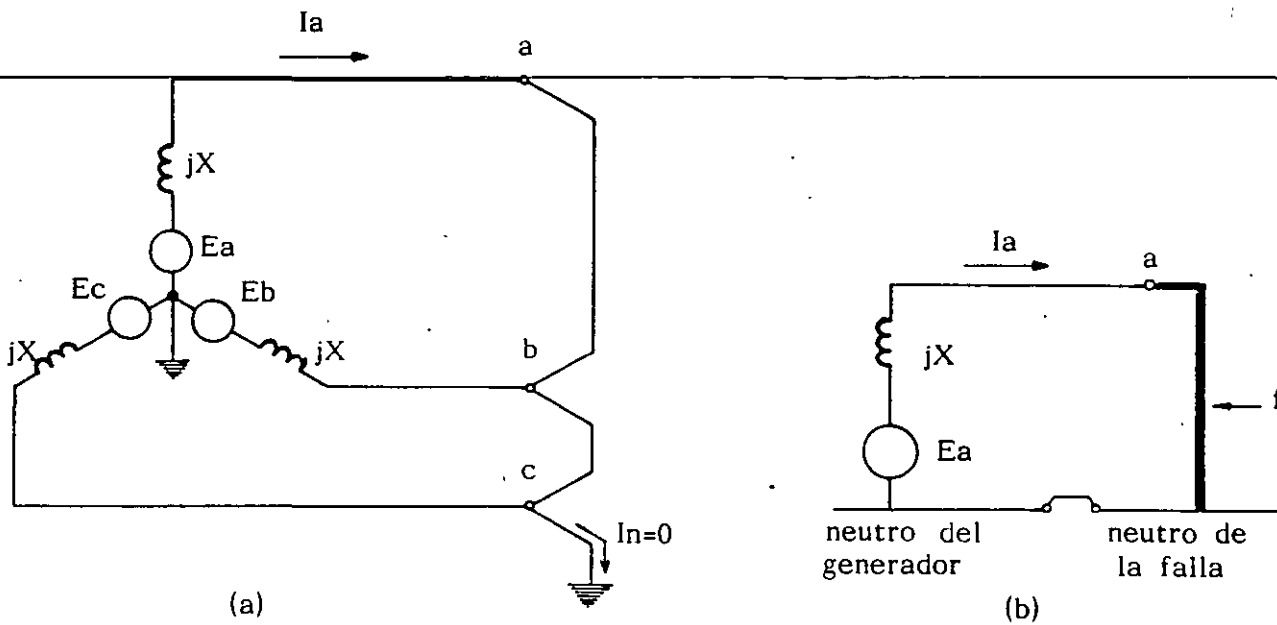 Ia
a
jX
Ea
Ec
Eb
jX
jX
b
c
In=0
(a)
Ia
a
jX
Ea
neutro del
generador
neutro de
la falla
(b)